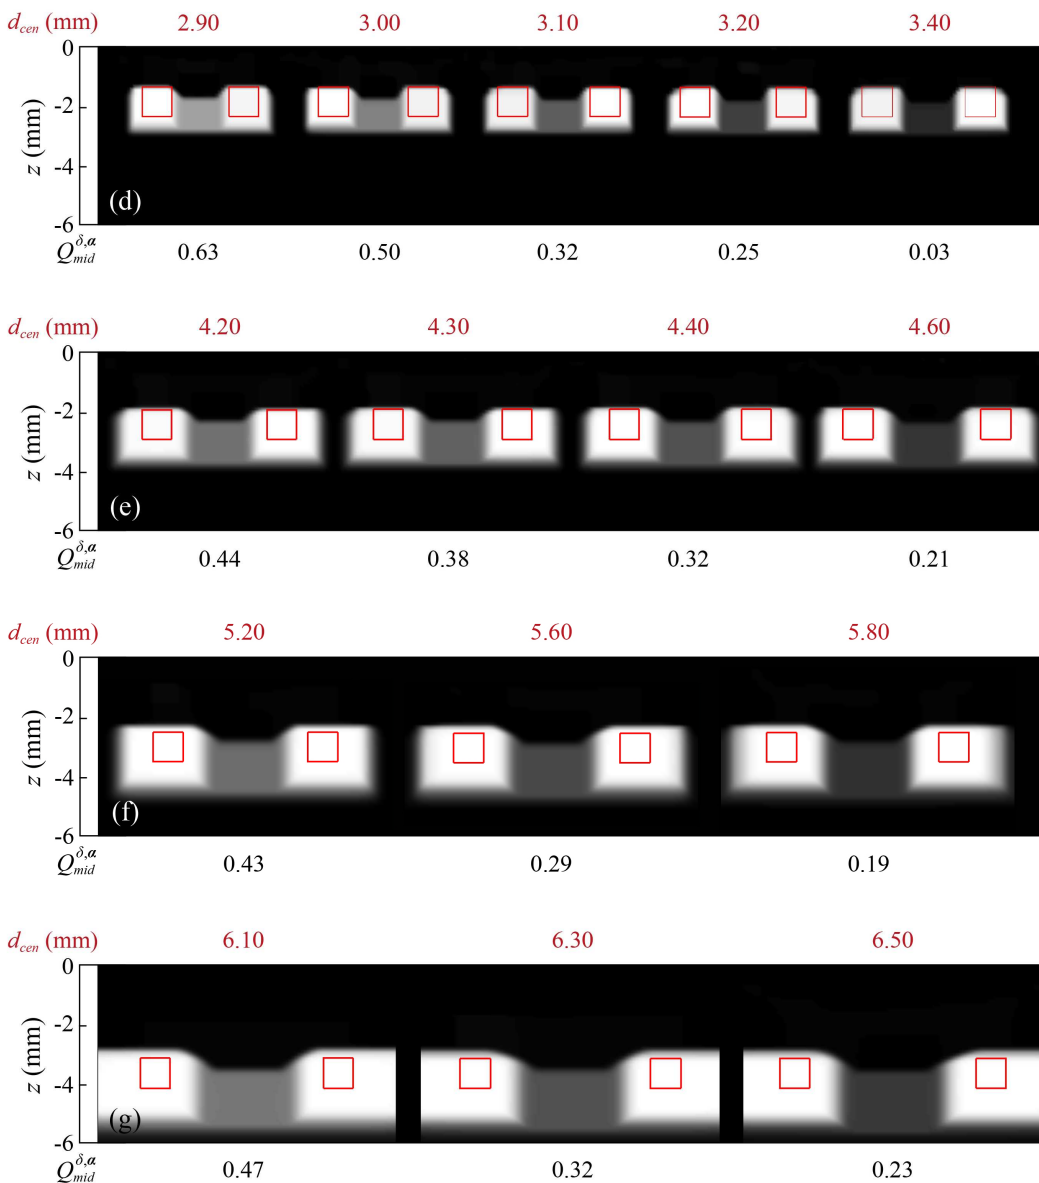 d_cen (mm) 2.90 3.00 3.10 3.20 3.40
0
-2
z (mm)
-4
(d)
-6
Q_mid^δ,α 0.63 0.50 0.32 0.25 0.03
d_cen (mm) 4.20 4.30 4.40 4.60
0
-2
z (mm)
-4
(e)
-6
Q_mid^δ,α 0.44 0.38 0.32 0.21
d_cen (mm) 5.20 5.60 5.80
0
-2
z (mm)
-4
(f)
-6
Q_mid^δ,α 0.43 0.29 0.19
d_cen (mm) 6.10 6.30 6.50
0
-2
z (mm)
-4
(g)
-6
Q_mid^δ,α 0.47 0.32 0.23